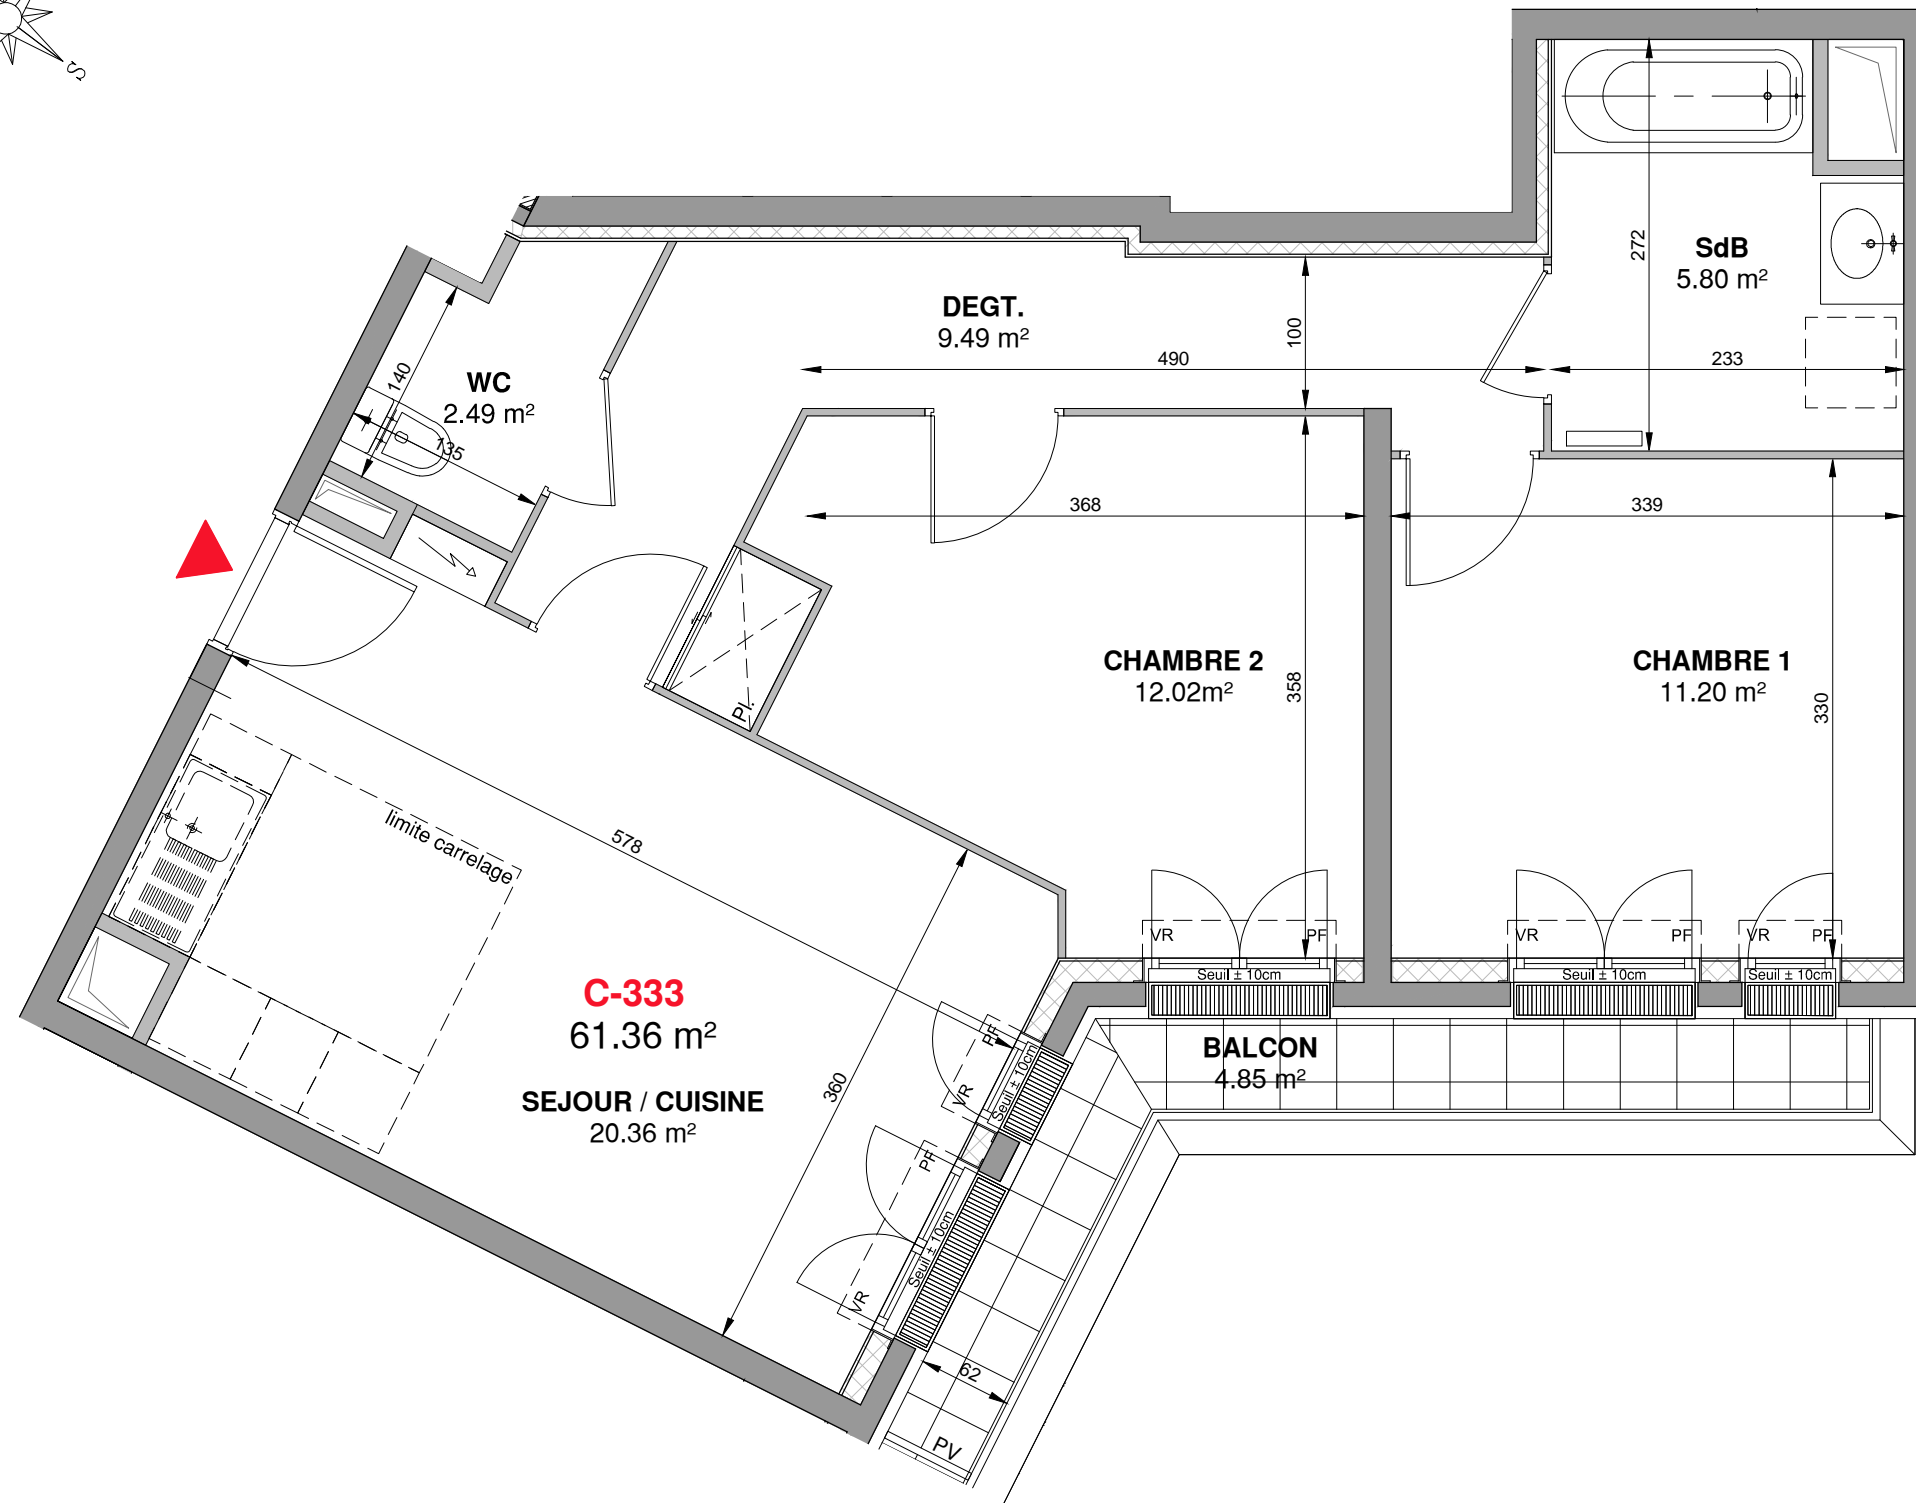 S
SdB
5.80 m²
272
233
DEGT.
9.49 m²
490
100
WC
2.49 m²
140
135
368
339
CHAMBRE 2
12.02m²
358
CHAMBRE 1
11.20 m²
330
Pl.
limite carrelage
578
C-333
61.36 m²
SEJOUR / CUISINE
20.36 m²
360
VR
PF
Seuil ± 10cm
VR
PF
Seuil ± 10cm
VR
PF
Seuil ± 10cm
PF
VR
Seuil ± 10cm
PF
VR
Seuil ± 10cm
BALCON
4.85 m²
62
PV